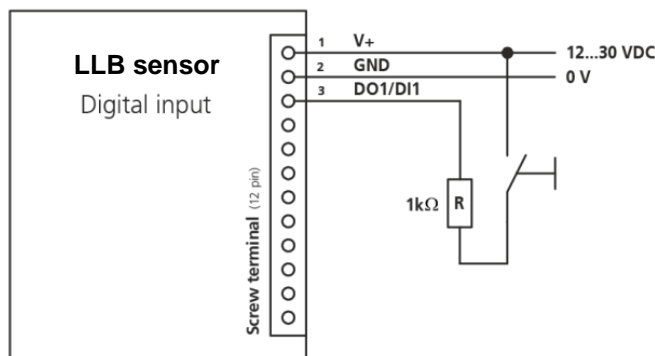 LLB sensor
Digital input
Screw terminal (12 pin)
1 V+
2 GND
3 DO1/DI1
12...30 VDC
0 V
1kΩ R